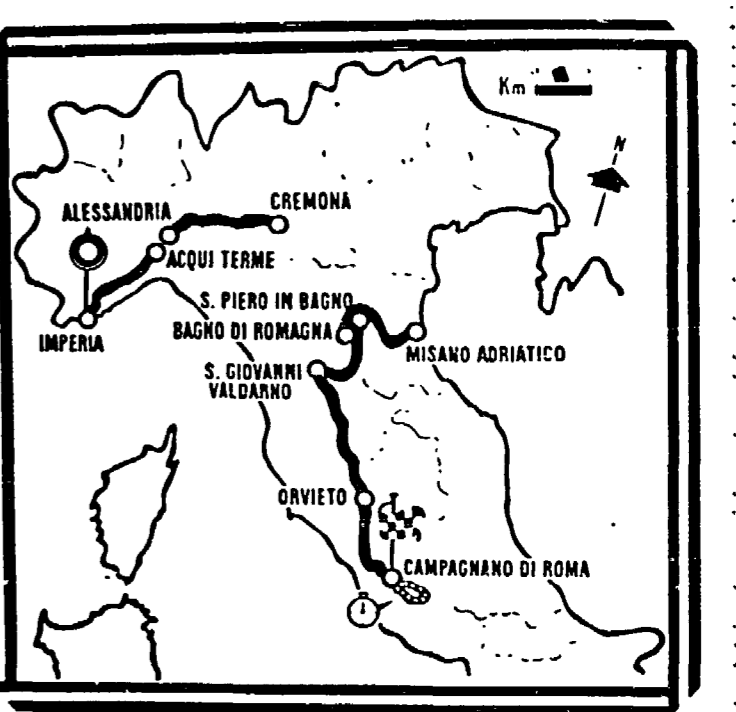 Km
N
ALESSANDRIA
CREMONA
ACQUI TERME
IMPERIA
S. PIERO IN BAGNO
BAGNO DI ROMAGNA
MISANO ADRIATICO
S. GIOVANNI
VALDARNO
ORVIETO
CAMPAGNANO DI ROMA